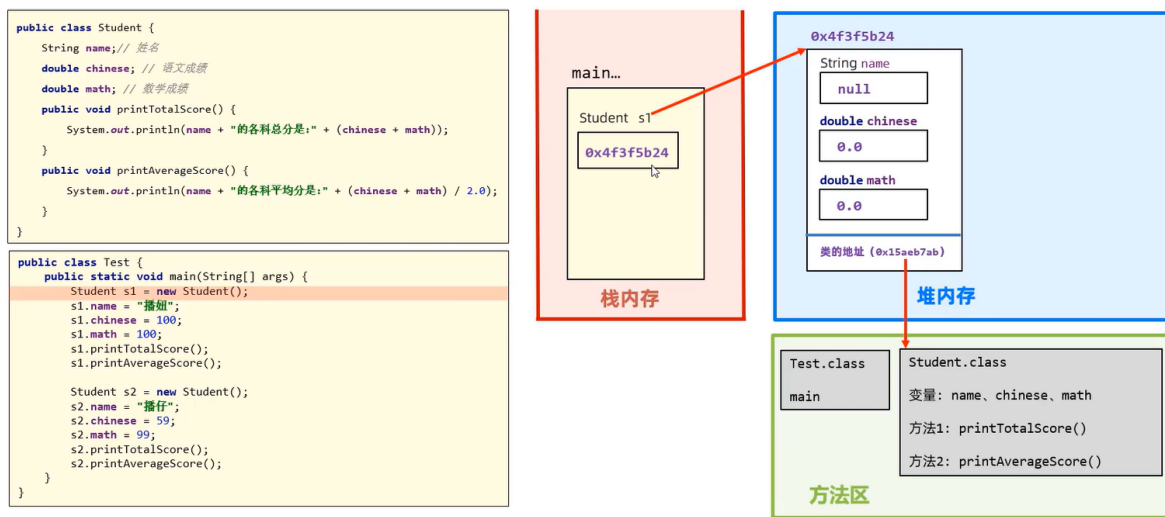 public class Student {
String name;// 姓名
double chinese; // 语文成绩
double math; // 数学成绩
public void printTotalScore() {
System.out.println(name + "的各科总分是:" + (chinese + math));
}
public void printAverageScore() {
System.out.println(name + "的各科平均分是:" + (chinese + math) / 2.0);
}
}
public class Test {
public static void main(String[] args) {
Student s1 = new Student();
s1.name = "播妞";
s1.chinese = 100;
s1.math = 100;
s1.printTotalScore();
s1.printAverageScore();
Student s2 = new Student();
s2.name = "播仔";
s2.chinese = 59;
s2.math = 99;
s2.printTotalScore();
s2.printAverageScore();
}
}
main…
Student s1
0x4f3f5b24
栈内存
0x4f3f5b24
String name
null
double chinese
0.0
double math
0.0
类的地址（0x15aeb7ab）
堆内存
Test.class
main
Student.class
变量: name、chinese、math
方法1: printTotalScore()
方法2: printAverageScore()
方法区